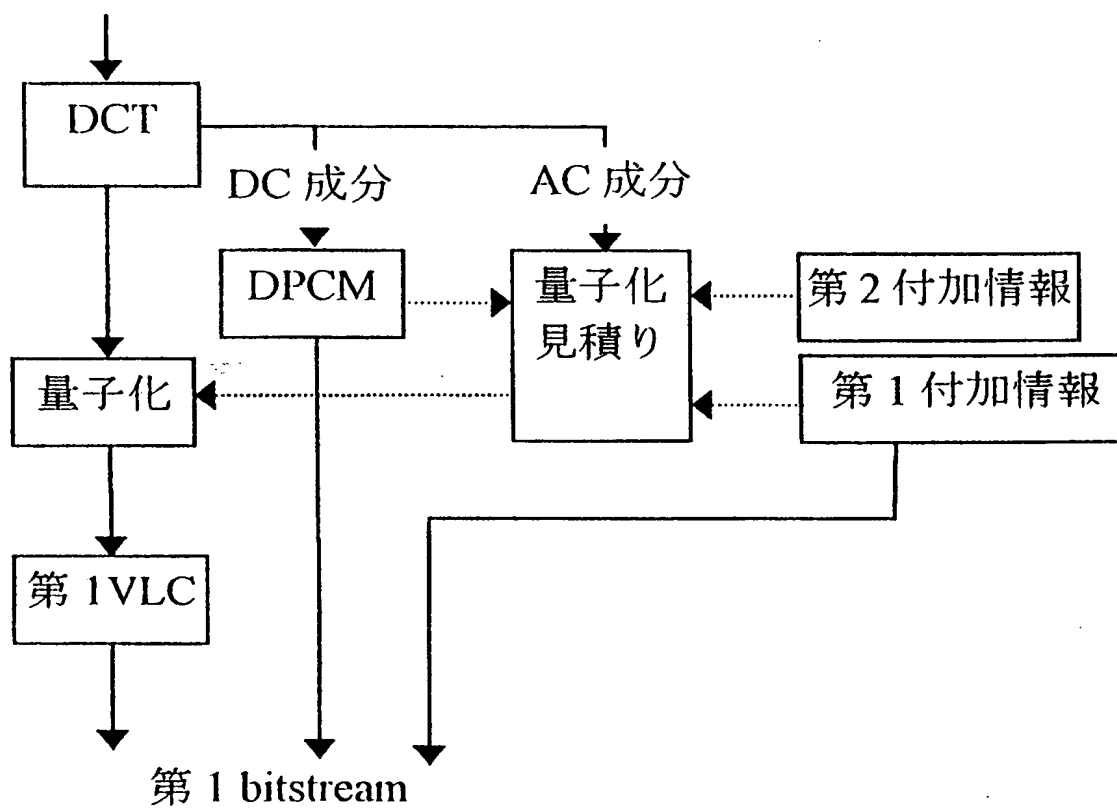 DCT
DC 成分
AC 成分
DPCM
量子化
見積り
第 2 付加情報
第 1 付加情報
量子化
第 1VLC
第 1 bitstream